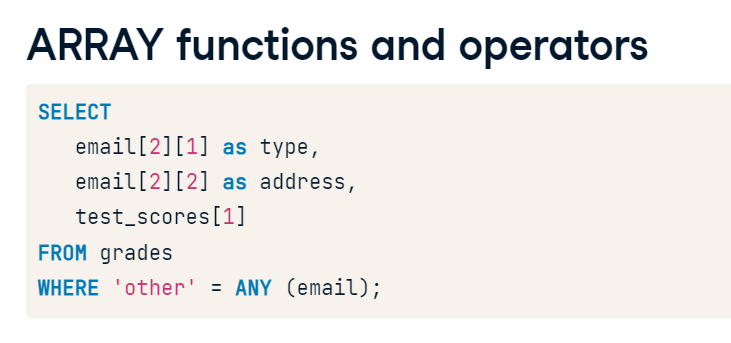 ARRAY functions and operators
SELECT
   email[2][1] as type,
   email[2][2] as address,
   test_scores[1]
FROM grades
WHERE 'other' = ANY (email);